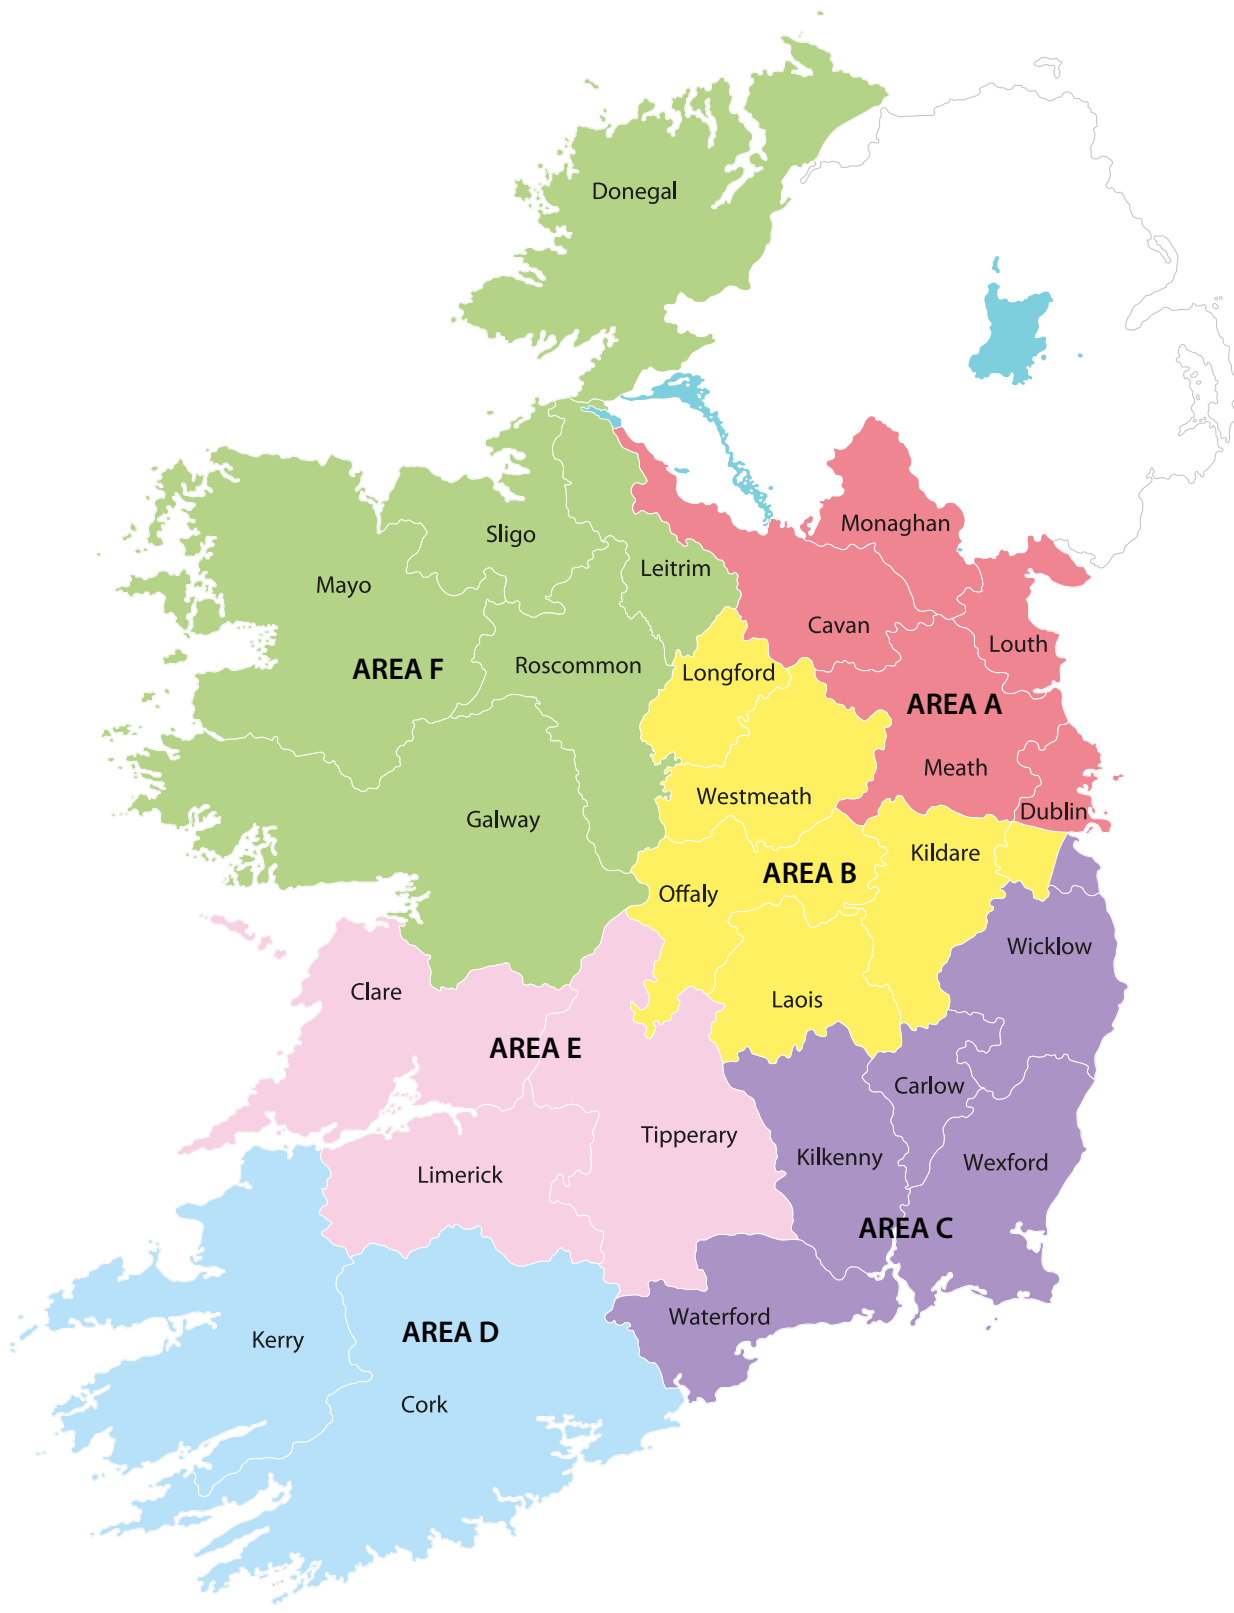 Donegal
Monaghan
Sligo
Leitrim
Mayo
Cavan
Louth
Roscommon
AREA F
Longford
AREA A
Meath
Westmeath
Dublin
Galway
Kildare
AREA B
Offaly
Wicklow
Clare
Laois
AREA E
Carlow
Tipperary
Kilkenny
Wexford
Limerick
AREA C
Waterford
AREA D
Kerry
Cork